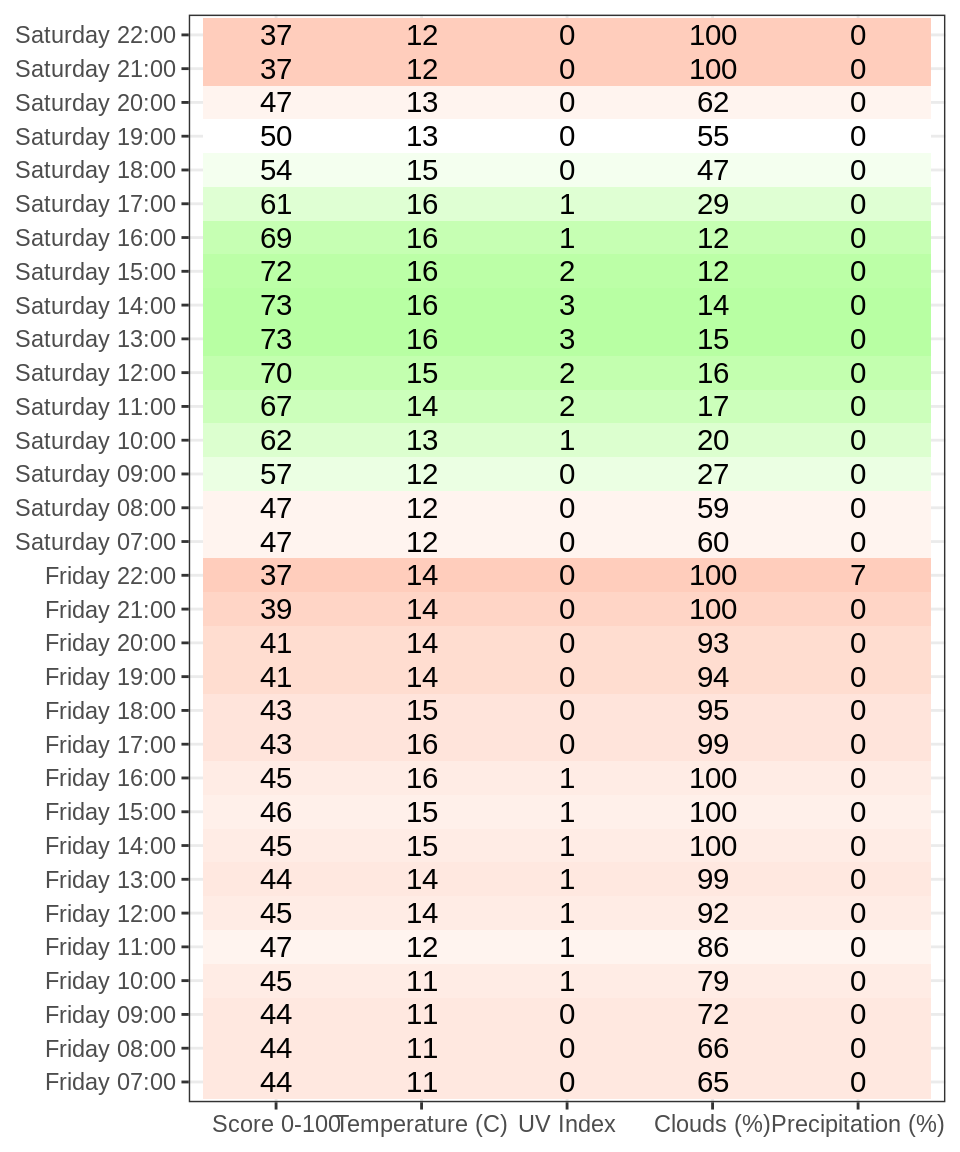 Saturday 22:00 37 12 0 100 0
Saturday 21:00 37 12 0 100 0
Saturday 20:00 47 13 0 62 0
Saturday 19:00 50 13 0 55 0
Saturday 18:00 54 15 0 47 0
Saturday 17:00 61 16 1 29 0
Saturday 16:00 69 16 1 12 0
Saturday 15:00 72 16 2 12 0
Saturday 14:00 73 16 3 14 0
Saturday 13:00 73 16 3 15 0
Saturday 12:00 70 15 2 16 0
Saturday 11:00 67 14 2 17 0
Saturday 10:00 62 13 1 20 0
Saturday 09:00 57 12 0 27 0
Saturday 08:00 47 12 0 59 0
Saturday 07:00 47 12 0 60 0
Friday 22:00 37 14 0 100 7
Friday 21:00 39 14 0 100 0
Friday 20:00 41 14 0 93 0
Friday 19:00 41 14 0 94 0
Friday 18:00 43 15 0 95 0
Friday 17:00 43 16 0 99 0
Friday 16:00 45 16 1 100 0
Friday 15:00 46 15 1 100 0
Friday 14:00 45 15 1 100 0
Friday 13:00 44 14 1 99 0
Friday 12:00 45 14 1 92 0
Friday 11:00 47 12 1 86 0
Friday 10:00 45 11 1 79 0
Friday 09:00 44 11 0 72 0
Friday 08:00 44 11 0 66 0
Friday 07:00 44 11 0 65 0
Score 0-100 Temperature (C) UV Index Clouds (%) Precipitation (%)